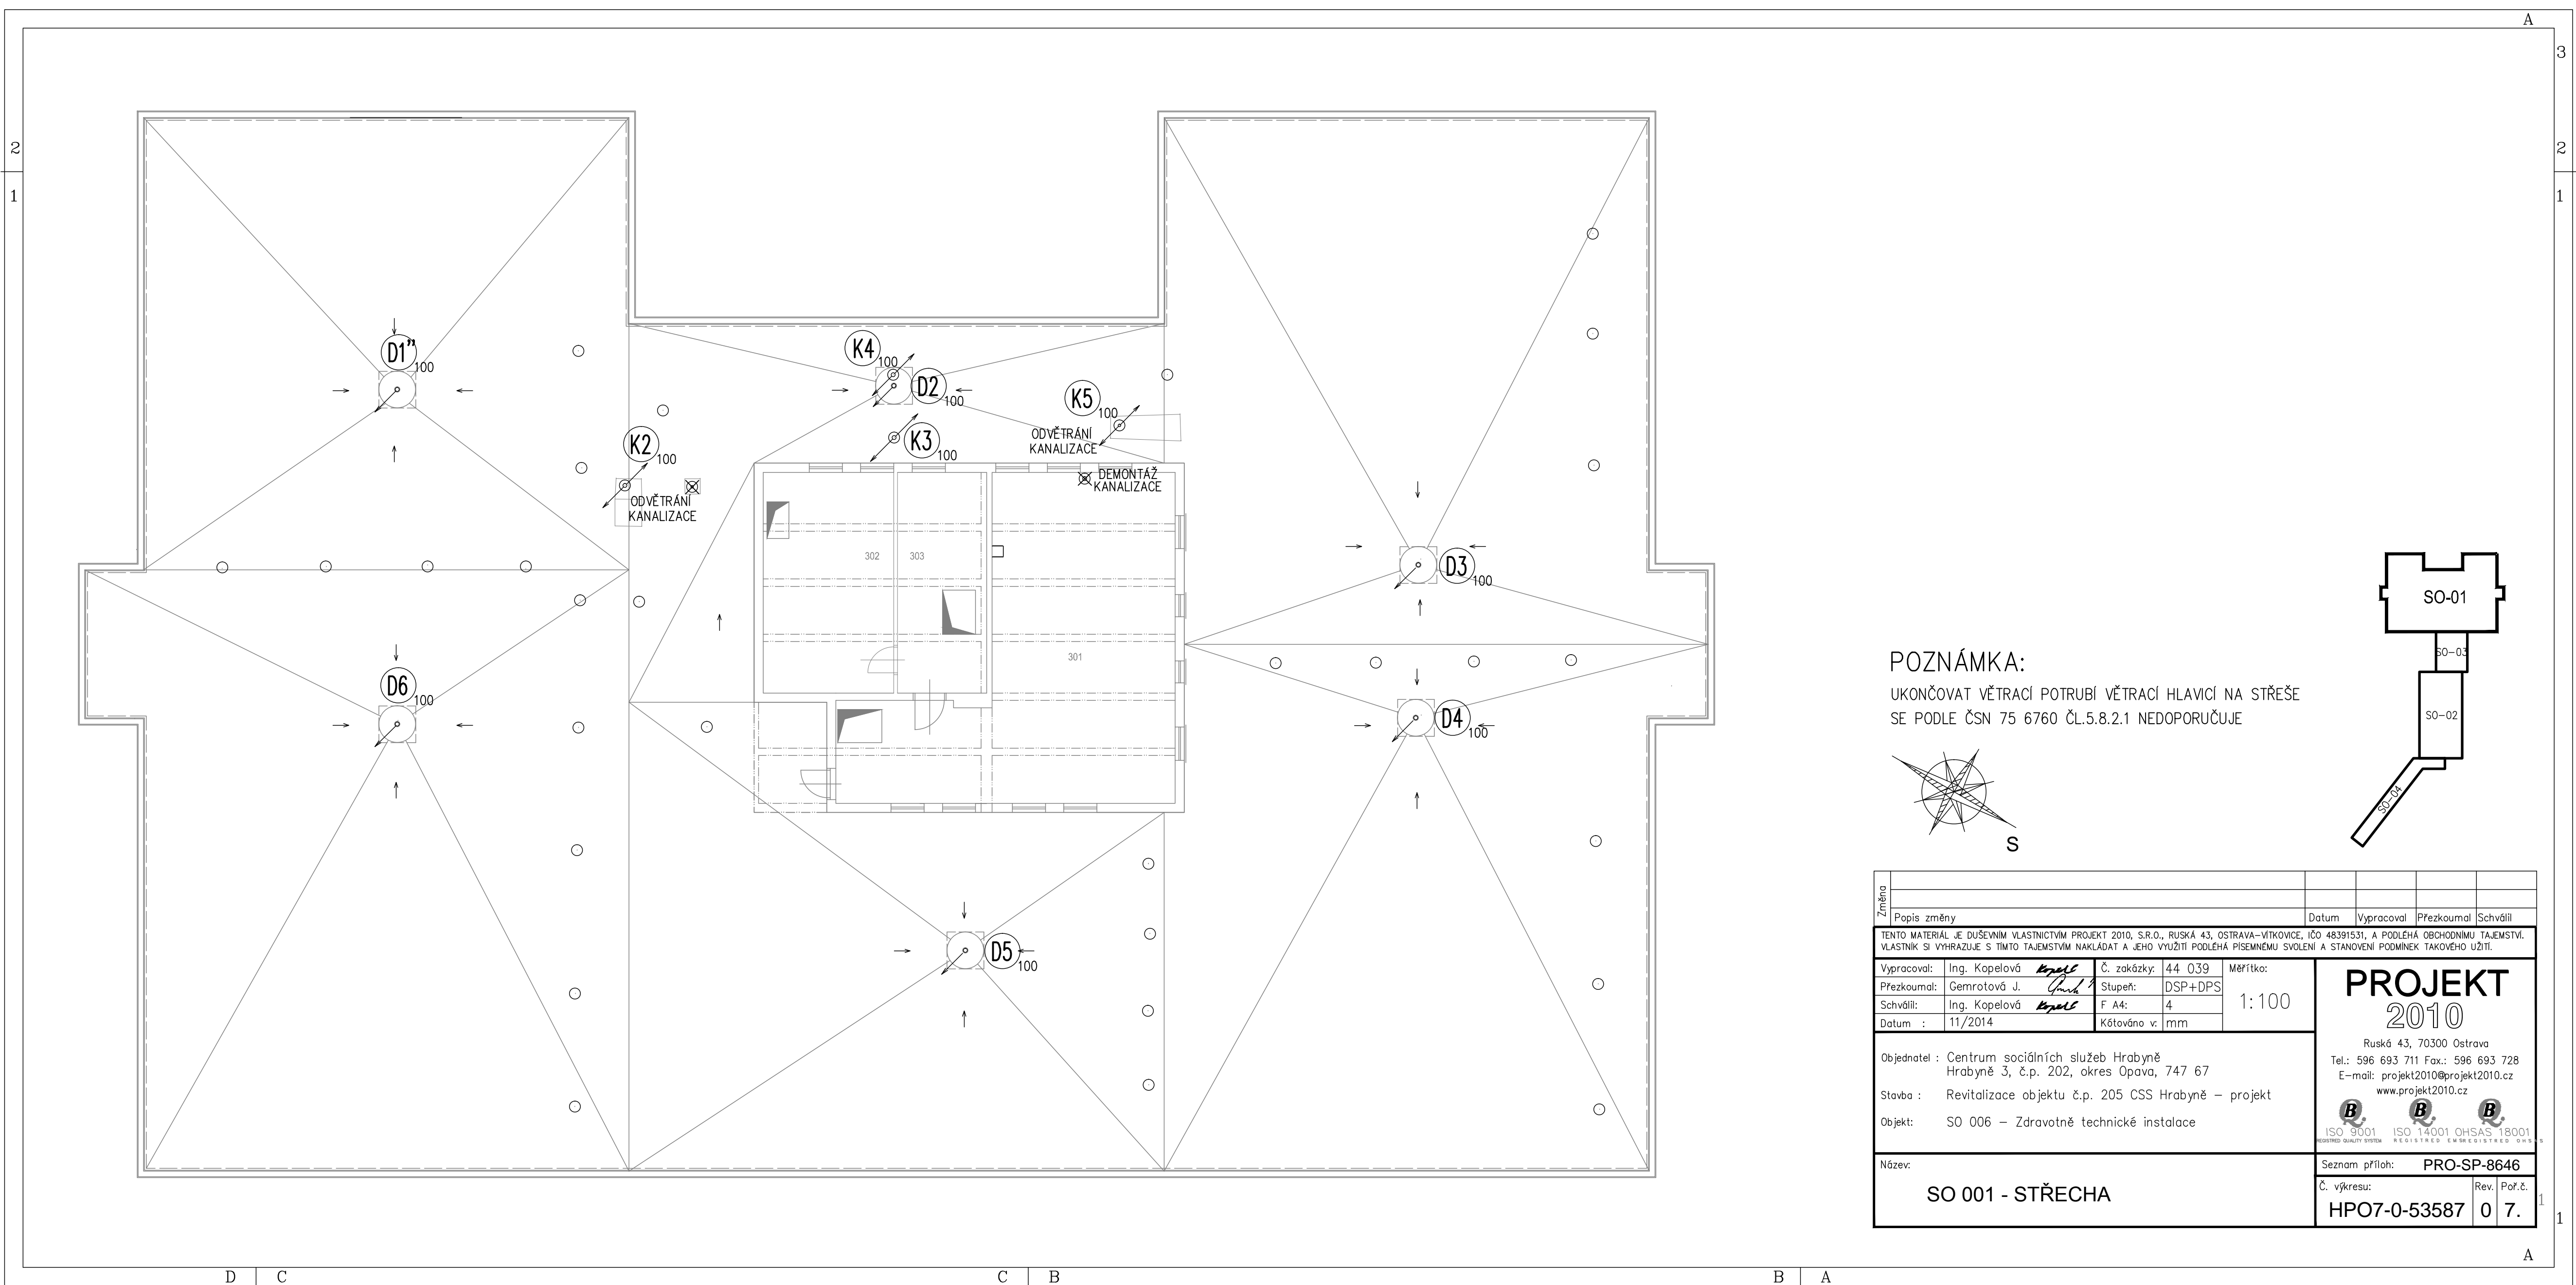 A
3
2
2
1
1
D1"
100
K4
100
D2
100
K5
100
K3
100
ODVĚTRÁNÍ
KANALIZACE
K2
100
ODVĚTRÁNÍ
KANALIZACE
DEMONTÁŽ
KANALIZACE
302
303
301
D3
100
D6
100
D4
100
D5
100
SO-01
SO-03
SO-02
SO-04
POZNÁMKA:
UKONČOVAT VĚTRACÍ POTRUBÍ VĚTRACÍ HLAVICÍ NA STŘEŠE
SE PODLE ČSN 75 6760 ČL.5.8.2.1 NEDOPORUČUJE
S
Změna
Popis změny Datum Vypracoval Přezkoumal Schválil
TENTO MATERIÁL JE DUŠEVNÍM VLASTNICTVÍM PROJEKT 2010, S.R.O., RUSKÁ 43, OSTRAVA-VÍTKOVICE, IČO 48391531, A PODLÉHÁ OBCHODNÍMU TAJEMSTVÍ.
VLASTNÍK SI VYHRAZUJE S TÍMTO TAJEMSTVÍM NAKLÁDAT A JEHO VYUŽITÍ PODLÉHÁ PÍSEMNÉMU SVOLENÍ A STANOVENÍ PODMÍNEK TAKOVÉHO UŽITÍ.
Vypracoval: Ing. Kopelová Č. zakázky: 44 039 Měřítko:
Přezkoumal: Gemrotová J. Stupeň: DSP+DPS
1:100
Schválil: Ing. Kopelová F A4: 4
Datum : 11/2014 Kótováno v: mm
PROJEKT
2010
Ruská 43, 70300 Ostrava
Tel.: 596 693 711 Fax.: 596 693 728
E-mail: projekt2010@projekt2010.cz
www.projekt2010.cz
ISO 9001 ISO 14001 OHSAS 18001
REGISTRED QUALITY SYSTEM
Objednatel : Centrum sociálních služeb Hrabyně
Hrabyně 3, č.p. 202, okres Opava, 747 67
Stavba : Revitalizace objektu č.p. 205 CSS Hrabyně - projekt
Objekt: SO 006 - Zdravotně technické instalace
Název:
SO 001 - STŘECHA
Seznam příloh: PRO-SP-8646
Č. výkresu: Rev. Poř.č.
HPO7-0-53587 0 7.
1
1
A
D C C B B A